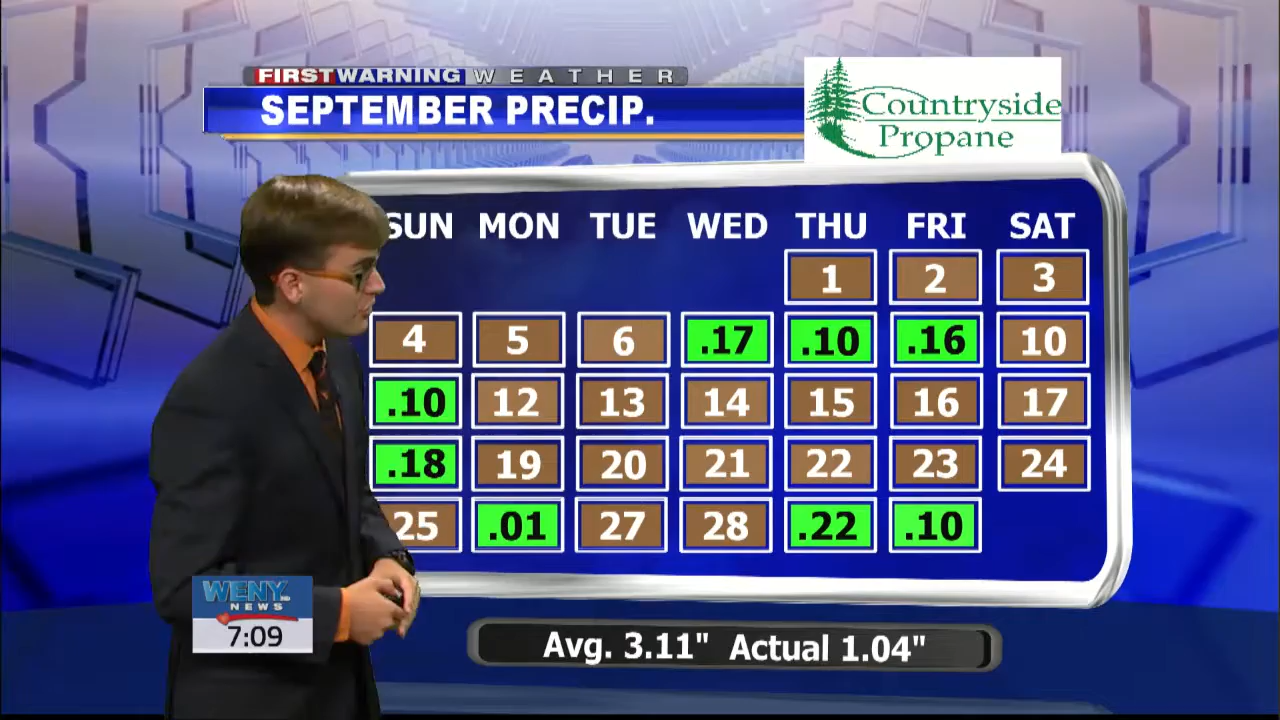 FIRST WARNING WEATHER
SEPTEMBER PRECIP.
Countryside
Propane
SUN MON TUE WED THU FRI SAT
1 2 3
4 5 6 .17 .10 .16 10
.10 12 13 14 15 16 17
.18 19 20 21 22 23 24
25 .01 27 28 .22 .10
WENY
NEWS
7:09
Avg. 3.11" Actual 1.04"